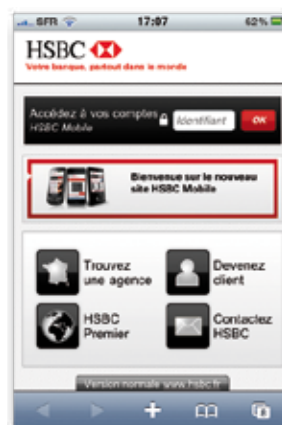 SFR 17:07 62%
HSBC
Votre banque, partout dans le monde
Accédez à vos comptes
HSBC Mobile
Identifiant
OK
Bienvenue sur le nouveau
site HSBC Mobile
Trouvez
une agence
Devenez
client
HSBC
Premier
Contactez
HSBC
Version normale www.hsbc.fr